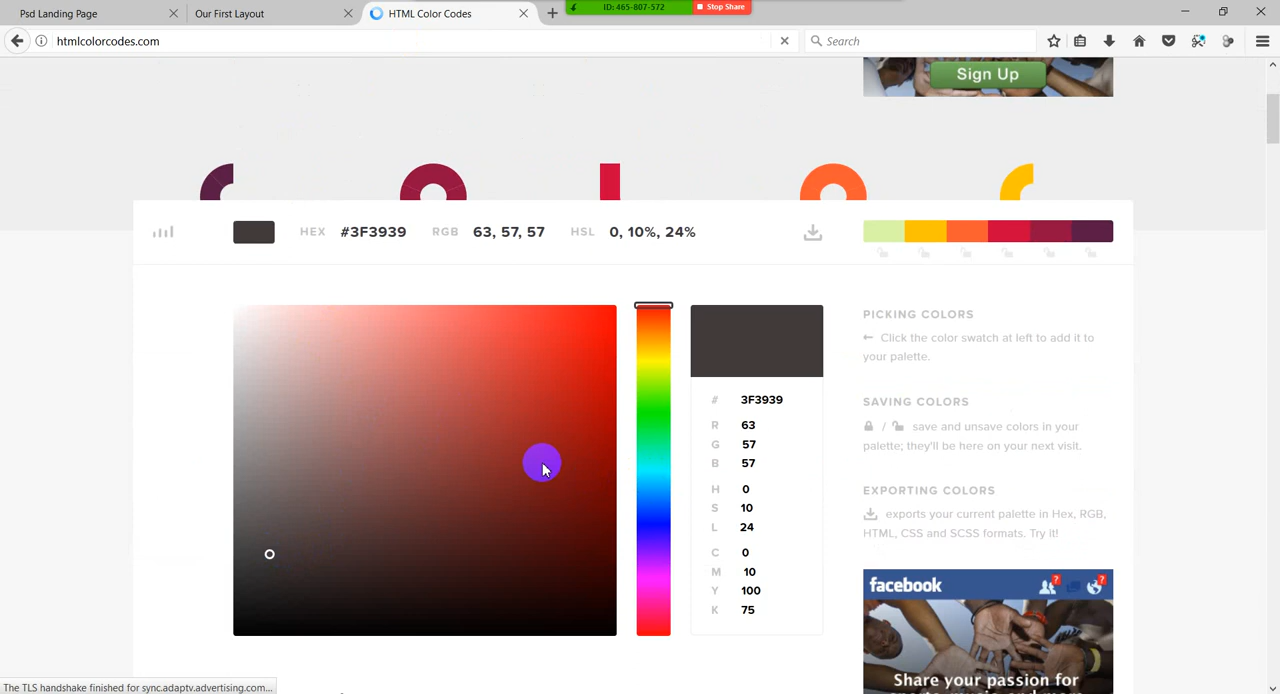 Psd Landing Page
Our First Layout
HTML Color Codes
ID: 465-807-572
Stop Share
htmlcolorcodes.com
Search
Sign Up
HEX #3F3939 RGB 63, 57, 57 HSL 0, 10%, 24%
# 3F3939
R 63
G 57
B 57
H 0
S 10
L 24
C 0
M 10
Y 100
K 75
PICKING COLORS
Click the color swatch at left to add it to
your palette.
SAVING COLORS
/ save and unsave colors in your
palette; they'll be here on your next visit.
EXPORTING COLORS
exports your current palette in Hex, RGB,
HTML, CSS and SCSS formats. Try it!
facebook
? ?
Share your passion for
The TLS handshake finished for sync.adaptv.advertising.com...